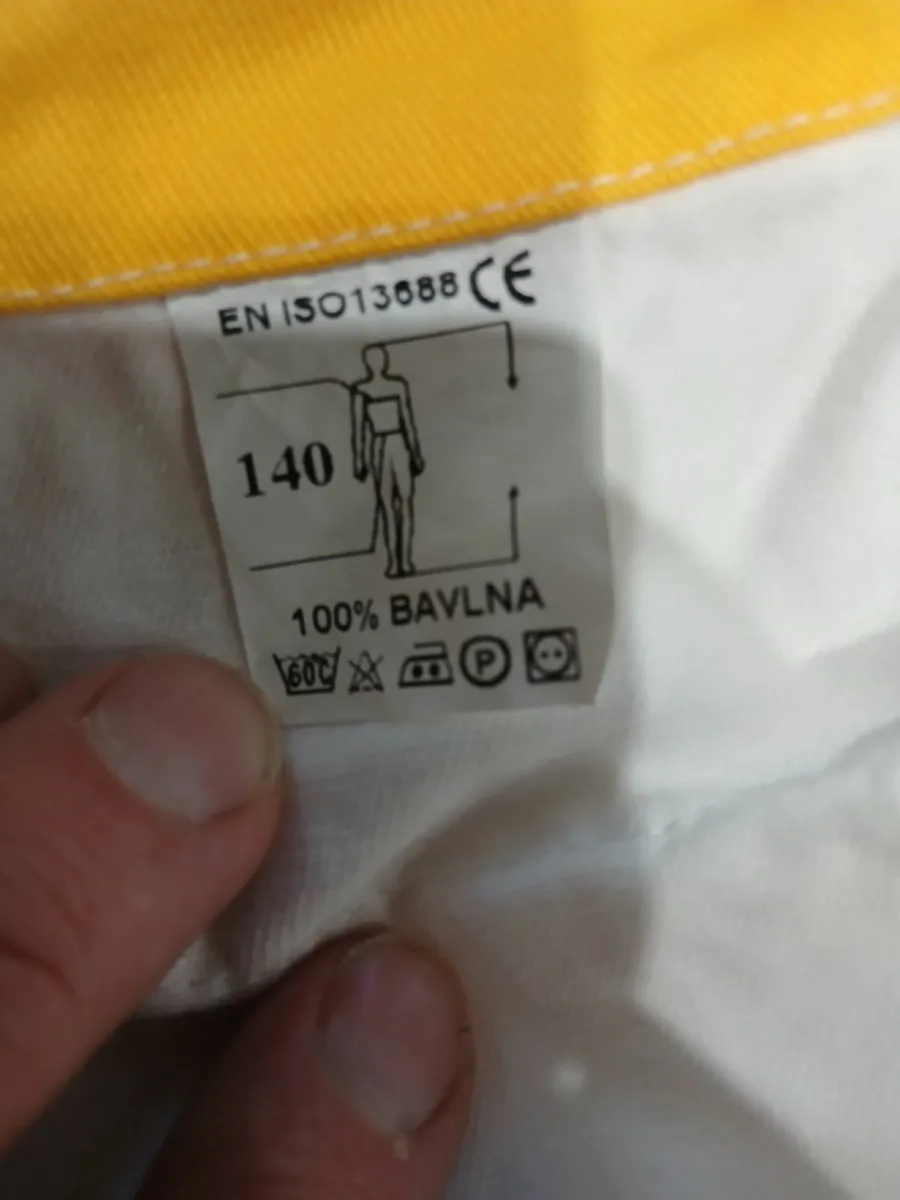 EN ISO13688 CE
140
100% BAVLNA
60C P